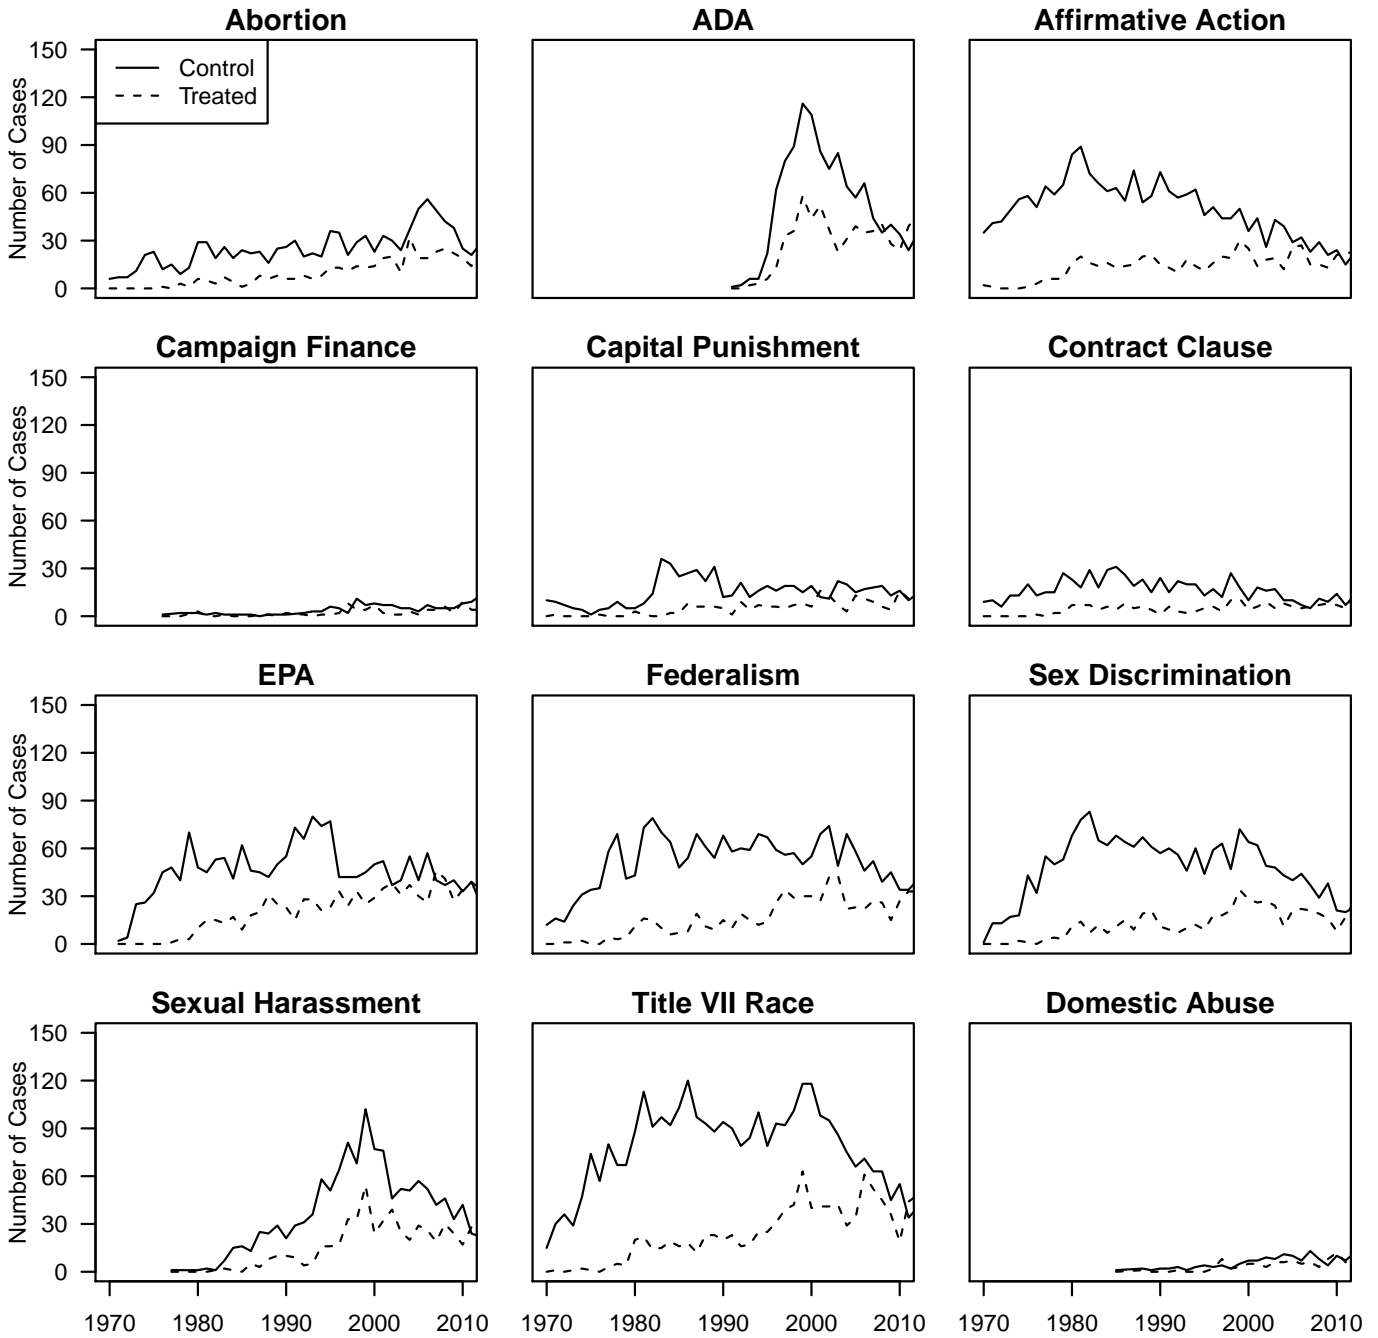 Abortion
ADA
Affirmative Action
Number of Cases
150
120
90
60
30
0
Control
Treated
Campaign Finance
Capital Punishment
Contract Clause
Number of Cases
150
120
90
60
30
0
EPA
Federalism
Sex Discrimination
Number of Cases
150
120
90
60
30
0
Sexual Harassment
Title VII Race
Domestic Abuse
Number of Cases
150
120
90
60
30
0
1970 1980 1990 2000 2010
1970 1980 1990 2000 2010
1970 1980 1990 2000 2010